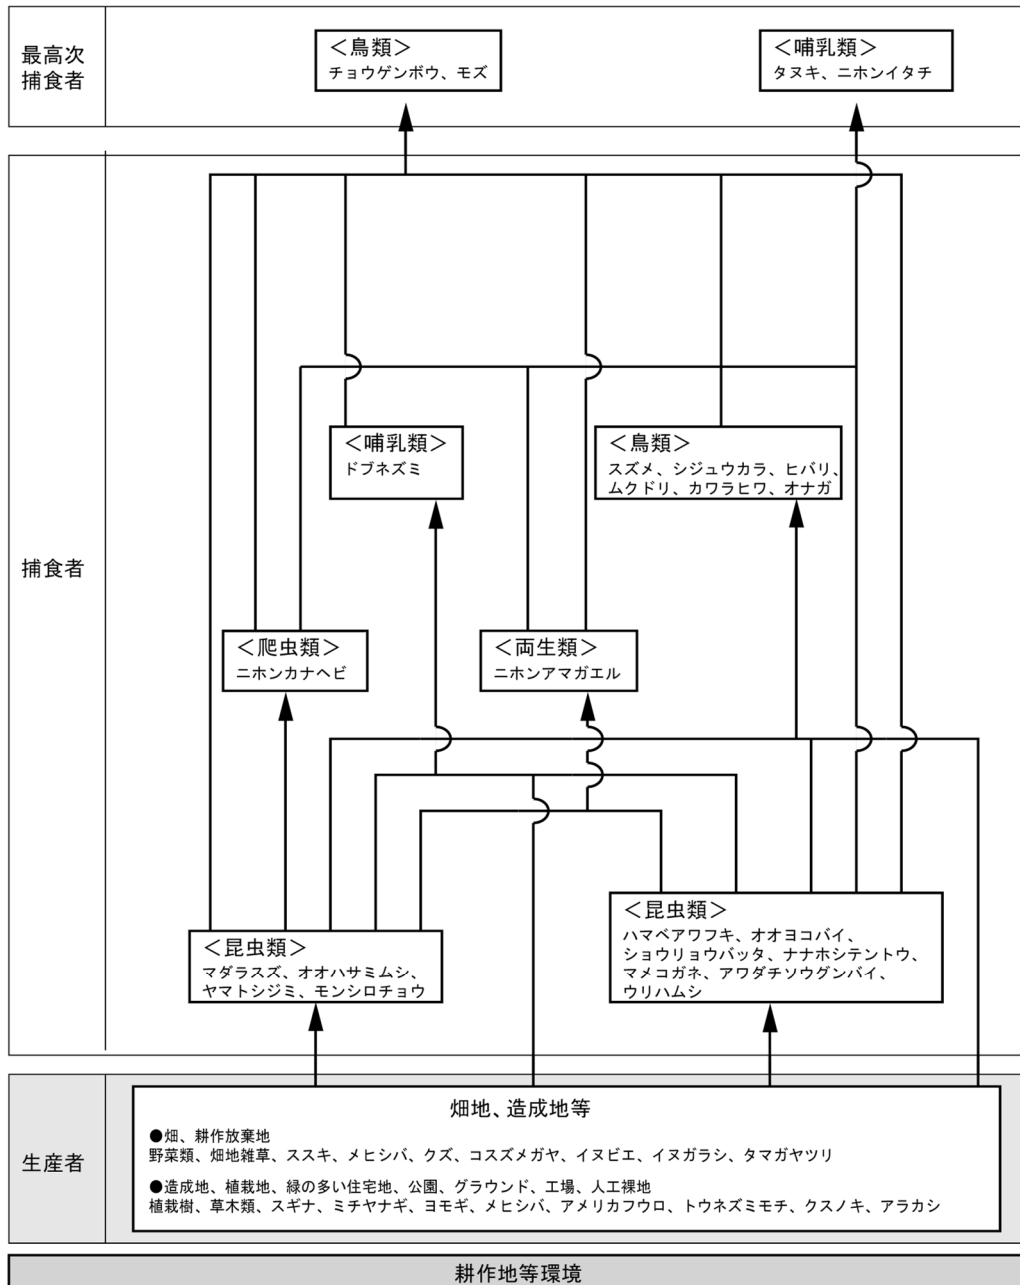 最高次
捕食者
＜鳥類＞
チョウゲンボウ、モズ
＜哺乳類＞
タヌキ、ニホンイタチ
捕食者
＜哺乳類＞
ドブネズミ
＜鳥類＞
スズメ、シジュウカラ、ヒバリ、
ムクドリ、カワラヒワ、オナガ
＜爬虫類＞
ニホンカナヘビ
＜両生類＞
ニホンアマガエル
＜昆虫類＞
マダラスズ、オオハサミムシ、
ヤマトシジミ、モンシロチョウ
＜昆虫類＞
ハマベアワフキ、オオヨコバイ、
ショウリョウバッタ、ナナホシテントウ、
マメコガネ、アワダチソウグンバイ、
ウリハムシ
生産者
畑地、造成地等
●畑、耕作放棄地
野菜類、畑地雑草、ススキ、メヒシバ、クズ、コスズメガヤ、イヌビエ、イヌガラシ、タマガヤツリ
●造成地、植栽地、緑の多い住宅地、公園、グラウンド、工場、人工裸地
植栽樹、草木類、スギナ、ミチヤナギ、ヨモギ、メヒシバ、アメリカフウロ、トウネズミモチ、クスノキ、アラカシ
耕作地等環境